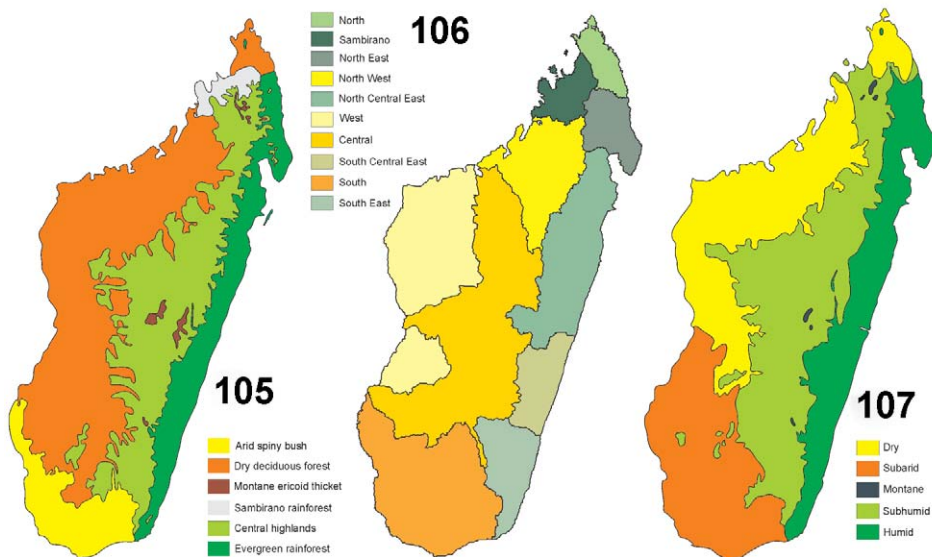 106
North
Sambirano
North East
North West
North Central East
West
Central
South Central East
South
South East
105
Arid spiny bush
Dry deciduous forest
Montane ericoid thicket
Sambirano rainforest
Central highlands
Evergreen rainforest
107
Dry
Subarid
Montane
Subhumid
Humid